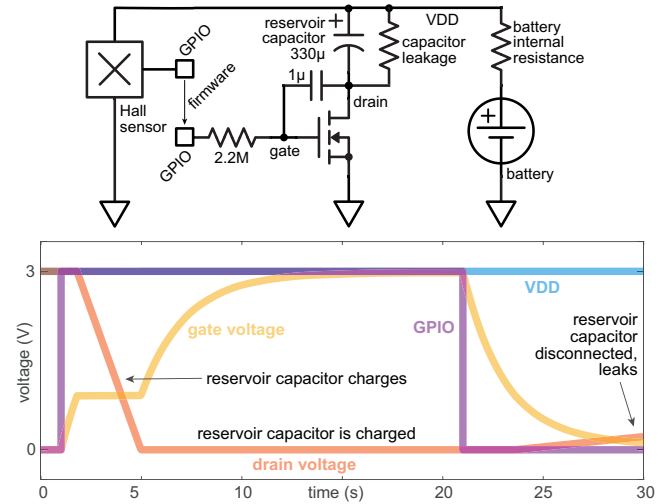 reservoir
capacitor
330µ
+
VDD
capacitor
leakage
battery
internal
resistance
GPIO
firmware
Hall
sensor
GPIO
2.2M
1µ
gate
drain
+
battery
3
0
voltage (V)
VDD
gate voltage
GPIO
reservoir
capacitor
disconnected,
leaks
reservoir capacitor charges
reservoir capacitor is charged
drain voltage
0
5
10
15
20
25
30
time (s)